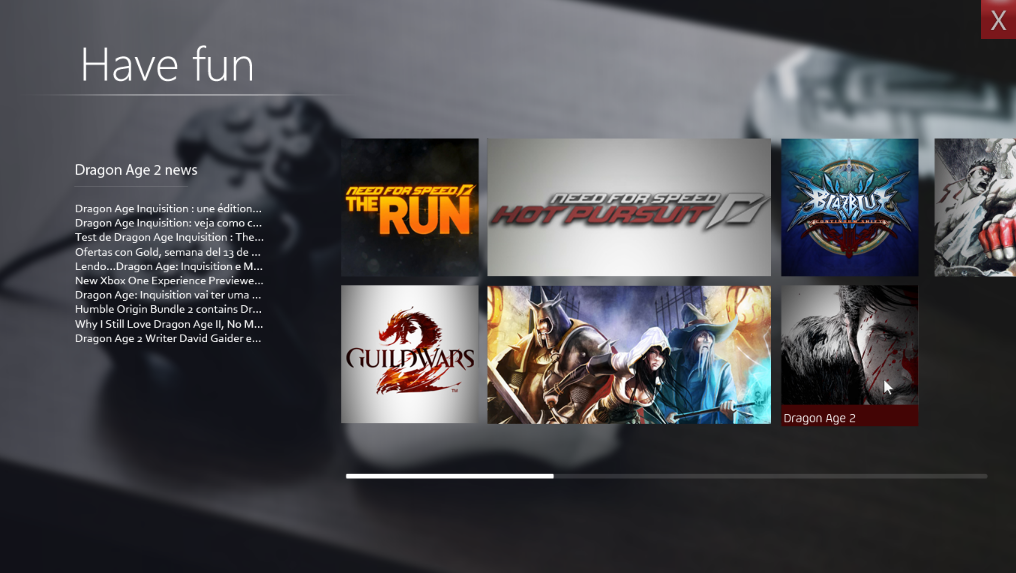 X
Have fun
Dragon Age 2 news
Dragon Age Inquisition : une édition...
Dragon Age Inquisition: veja como c...
Test de Dragon Age Inquisition : The...
Ofertas con Gold, semana del 13 de ...
Lendo...Dragon Age: Inquisition e M...
New Xbox One Experience Previewe...
Dragon Age: Inquisition vai ter uma ...
Humble Origin Bundle 2 contains Dr...
Why I Still Love Dragon Age II, No M...
Dragon Age 2 Writer David Gaider e...
NEED FOR SPEED
THE RUN
NEED FOR SPEED
HOT PURSUIT
BLAZBLUE
CONTINUUM SHIFT
GUILD WARS
2
TM
Dragon Age 2